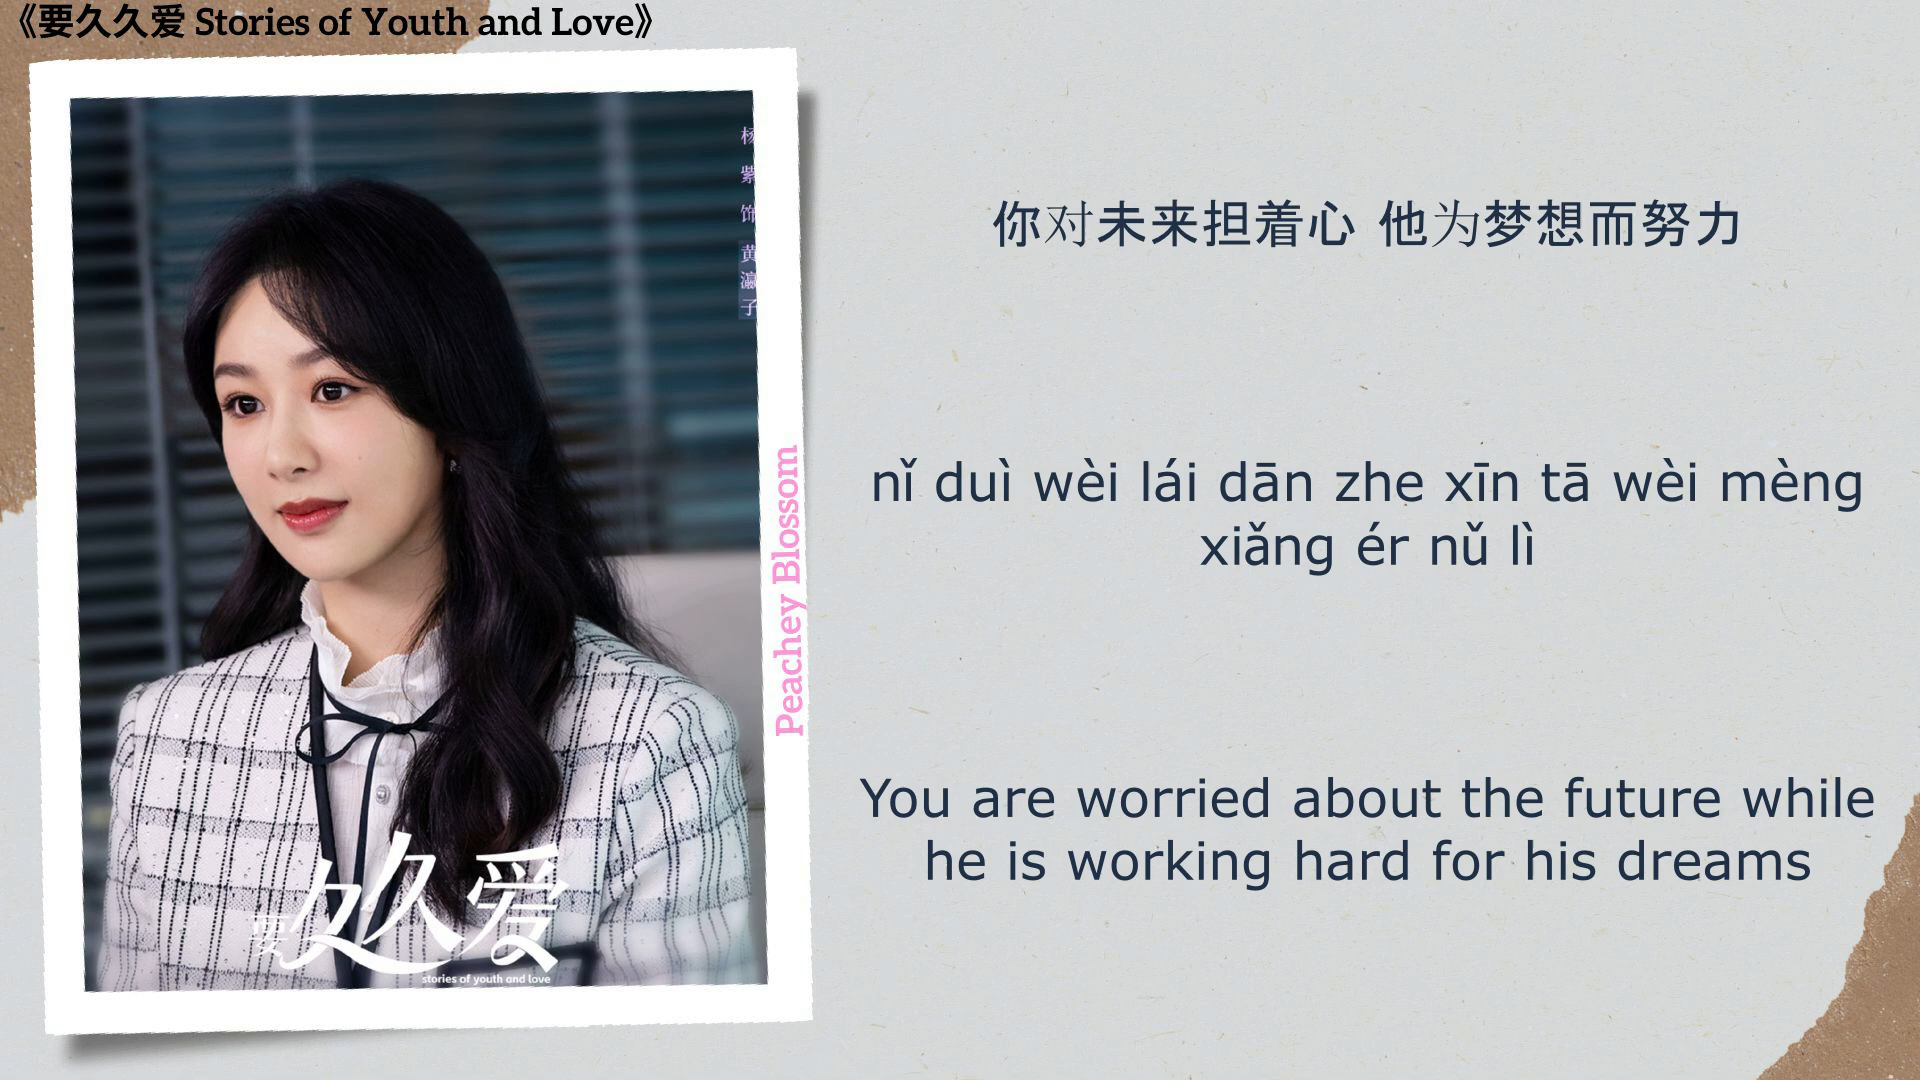 《要久久爱 Stories of Youth and Love》
杨紫饰黄瀛子
你对未来担着心 他为梦想而努力
nǐ duì wèi lái dān zhe xīn tā wèi mèng
xiǎng ér nǔ lì
Peachey Blossom
You are worried about the future while
he is working hard for his dreams
要久久爱
stories of youth and love